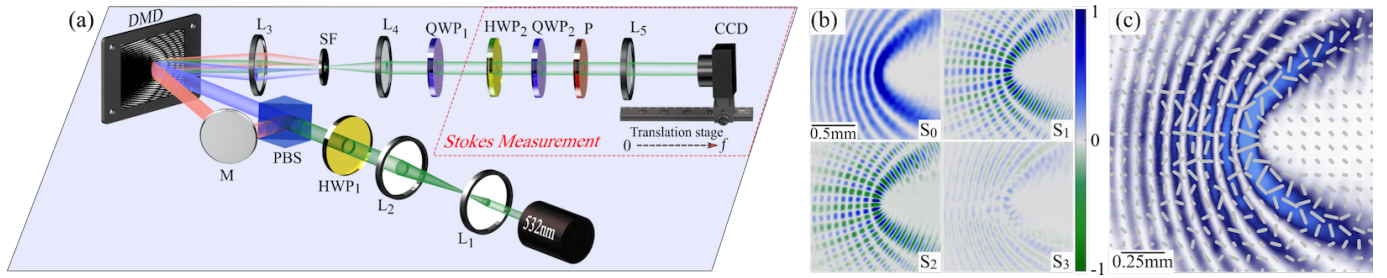 (a)
DMD
L3
SF
L4
QWP1
HWP2
QWP2
P
L5
CCD
M
PBS
HWP1
L2
L1
532nm
Stokes Measurement
Translation stage
0
f
(b)
S0
0.5mm
S1
S2
S3
1
0
-1
(c)
0.25mm